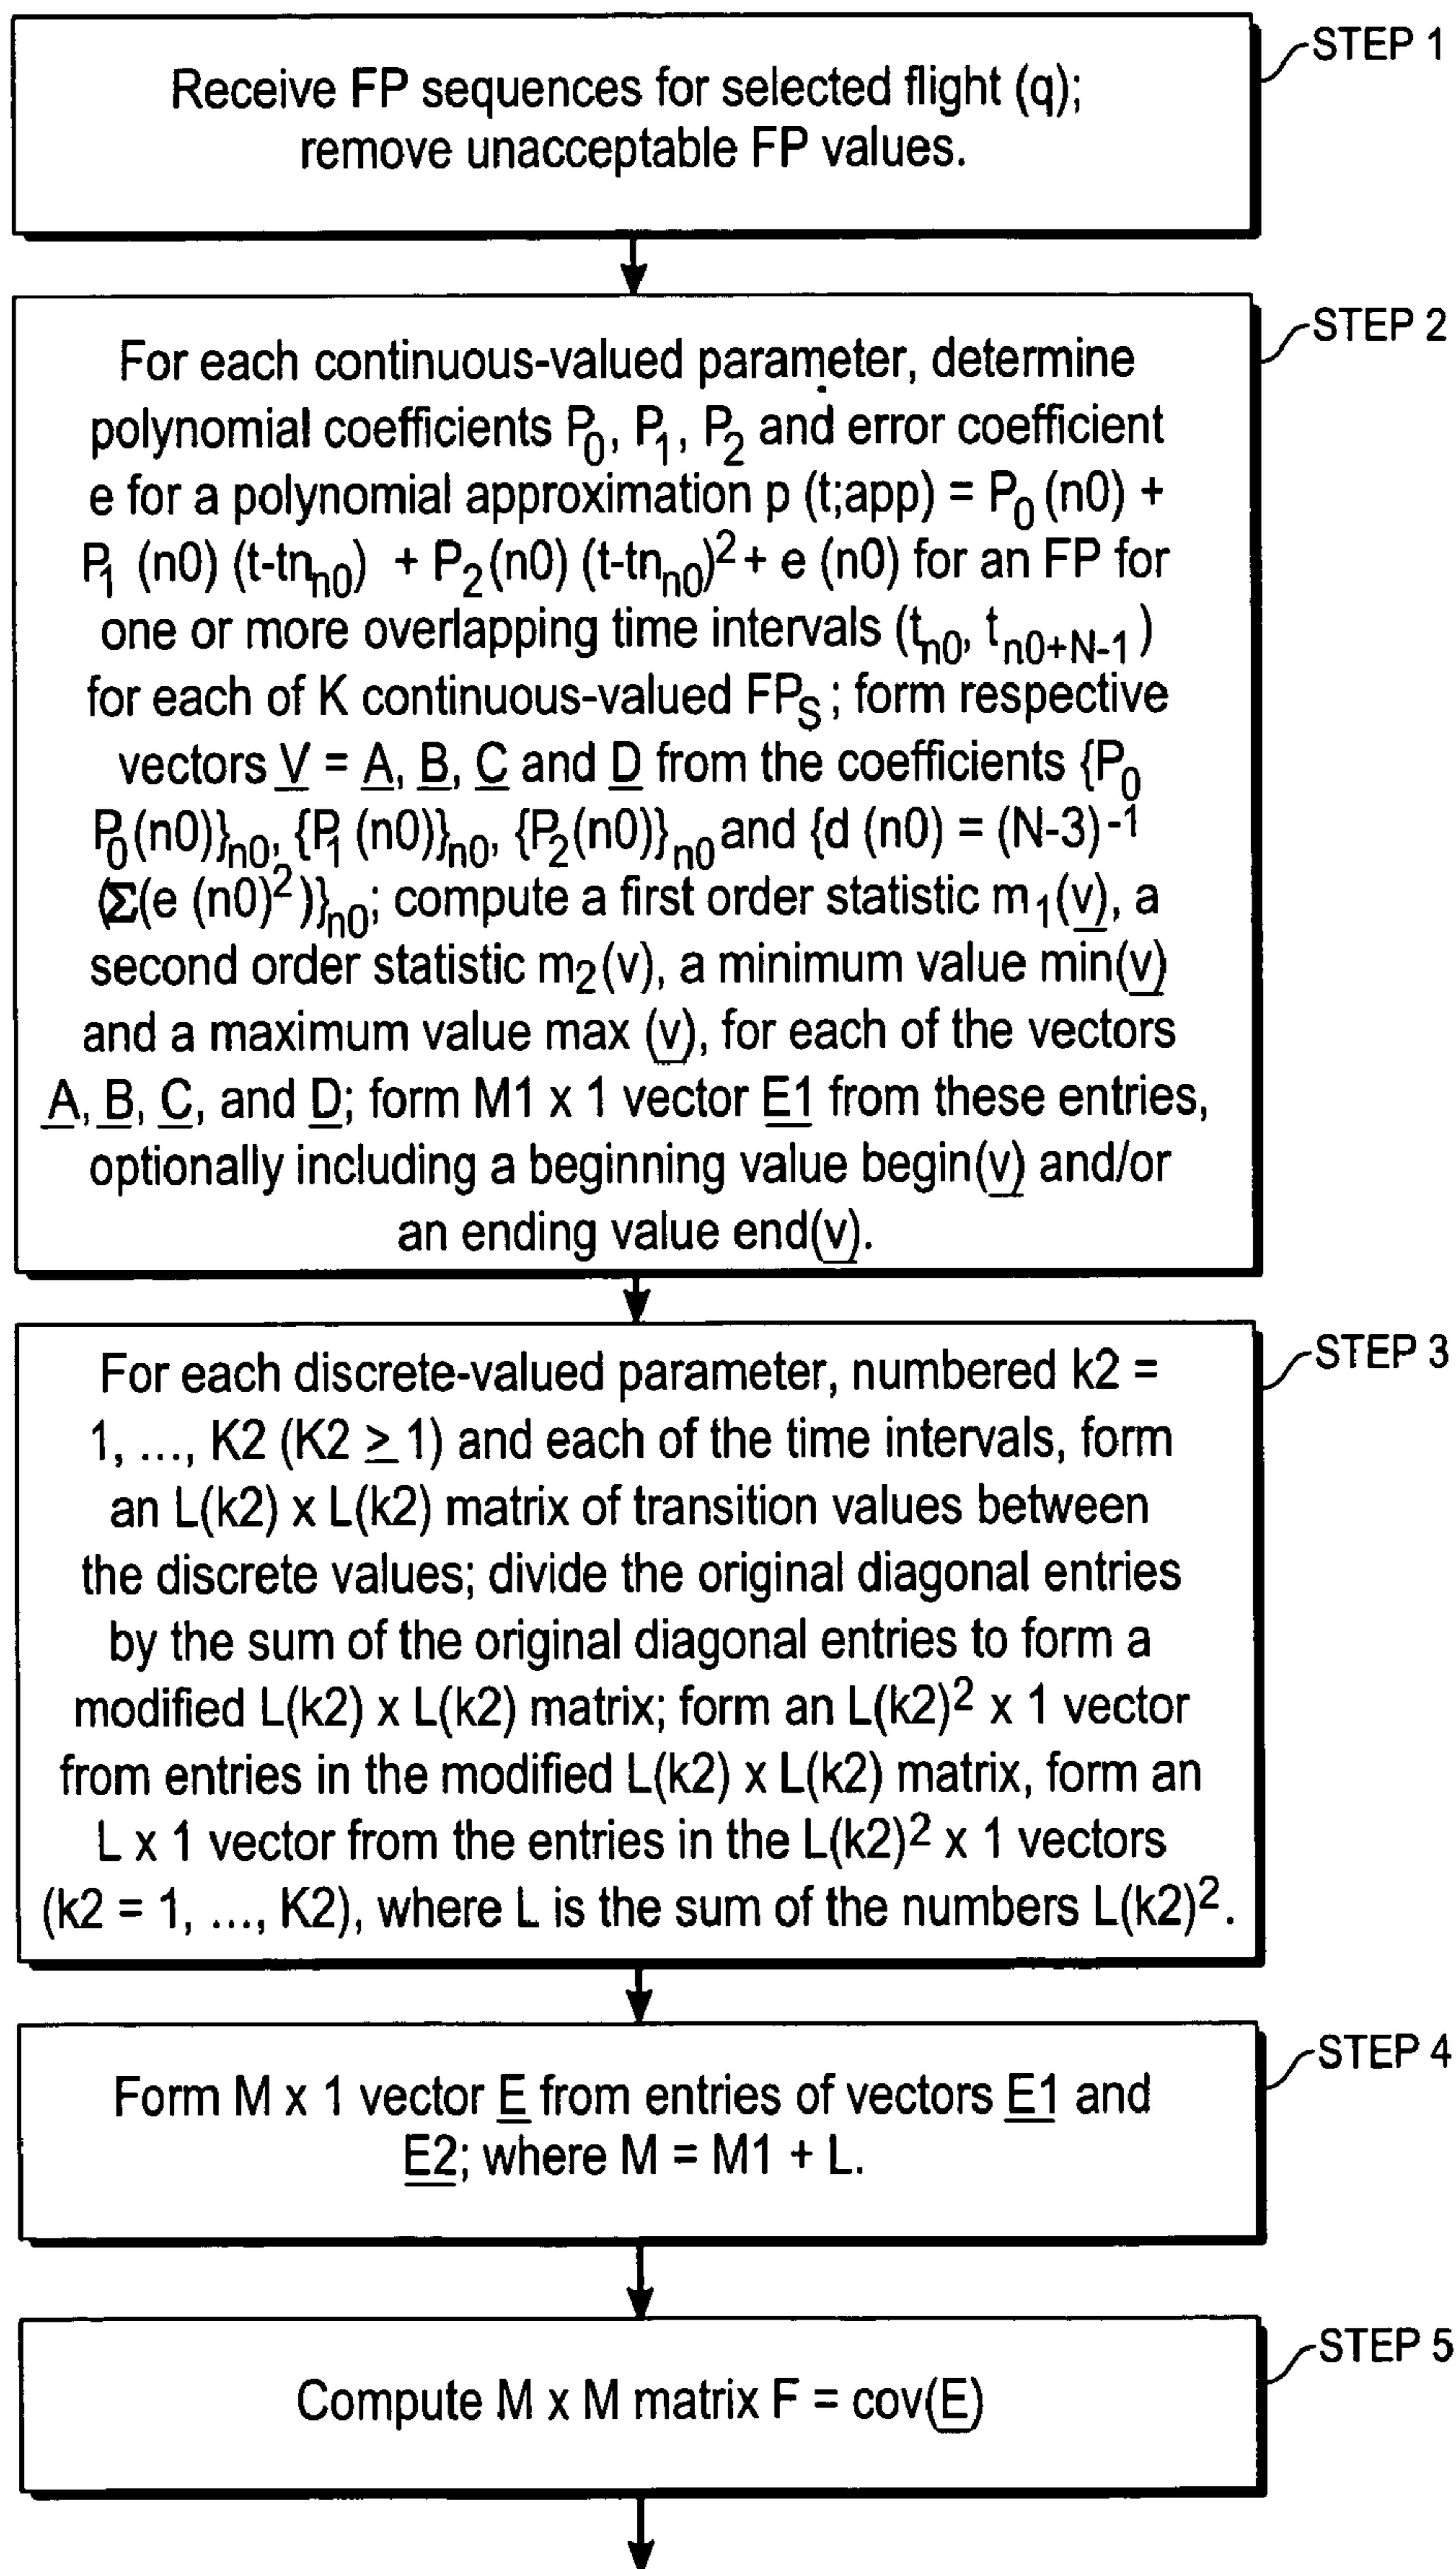 STEP 1
Receive FP sequences for selected flight (q);
remove unacceptable FP values.
STEP 2
For each continuous-valued parameter, determine
polynomial coefficients P₀, P₁, P₂ and error coefficient
e for a polynomial approximation p (t;app) = P₀ (n0) +
P₁ (n0) (t-tnₙ₀) + P₂(n0) (t-tnₙ₀)² + e (n0) for an FP for
one or more overlapping time intervals (tₙ₀, tₙ₀₊N₋₁)
for each of K continuous-valued FPS; form respective
vectors V = A, B, C and D from the coefficients {P₀
P₀(n0)}ₙ₀, {P₁ (n0)}ₙ₀, {P₂(n0)}ₙ₀ and {d (n0) = (N-3)⁻¹
(Σ(e (n0)²)}ₙ₀; compute a first order statistic m₁(v), a
second order statistic m₂(v), a minimum value min(v)
and a maximum value max (v), for each of the vectors
A, B, C, and D; form M1 x 1 vector E1 from these entries,
optionally including a beginning value begin(v) and/or
an ending value end(v).
STEP 3
For each discrete-valued parameter, numbered k2 =
1, ..., K2 (K2 ≥ 1) and each of the time intervals, form
an L(k2) x L(k2) matrix of transition values between
the discrete values; divide the original diagonal entries
by the sum of the original diagonal entries to form a
modified L(k2) x L(k2) matrix; form an L(k2)² x 1 vector
from entries in the modified L(k2) x L(k2) matrix, form an
L x 1 vector from the entries in the L(k2)² x 1 vectors
(k2 = 1, ..., K2), where L is the sum of the numbers L(k2)².
STEP 4
Form M x 1 vector E from entries of vectors E1 and
E2; where M = M1 + L.
STEP 5
Compute M x M matrix F = cov(E)